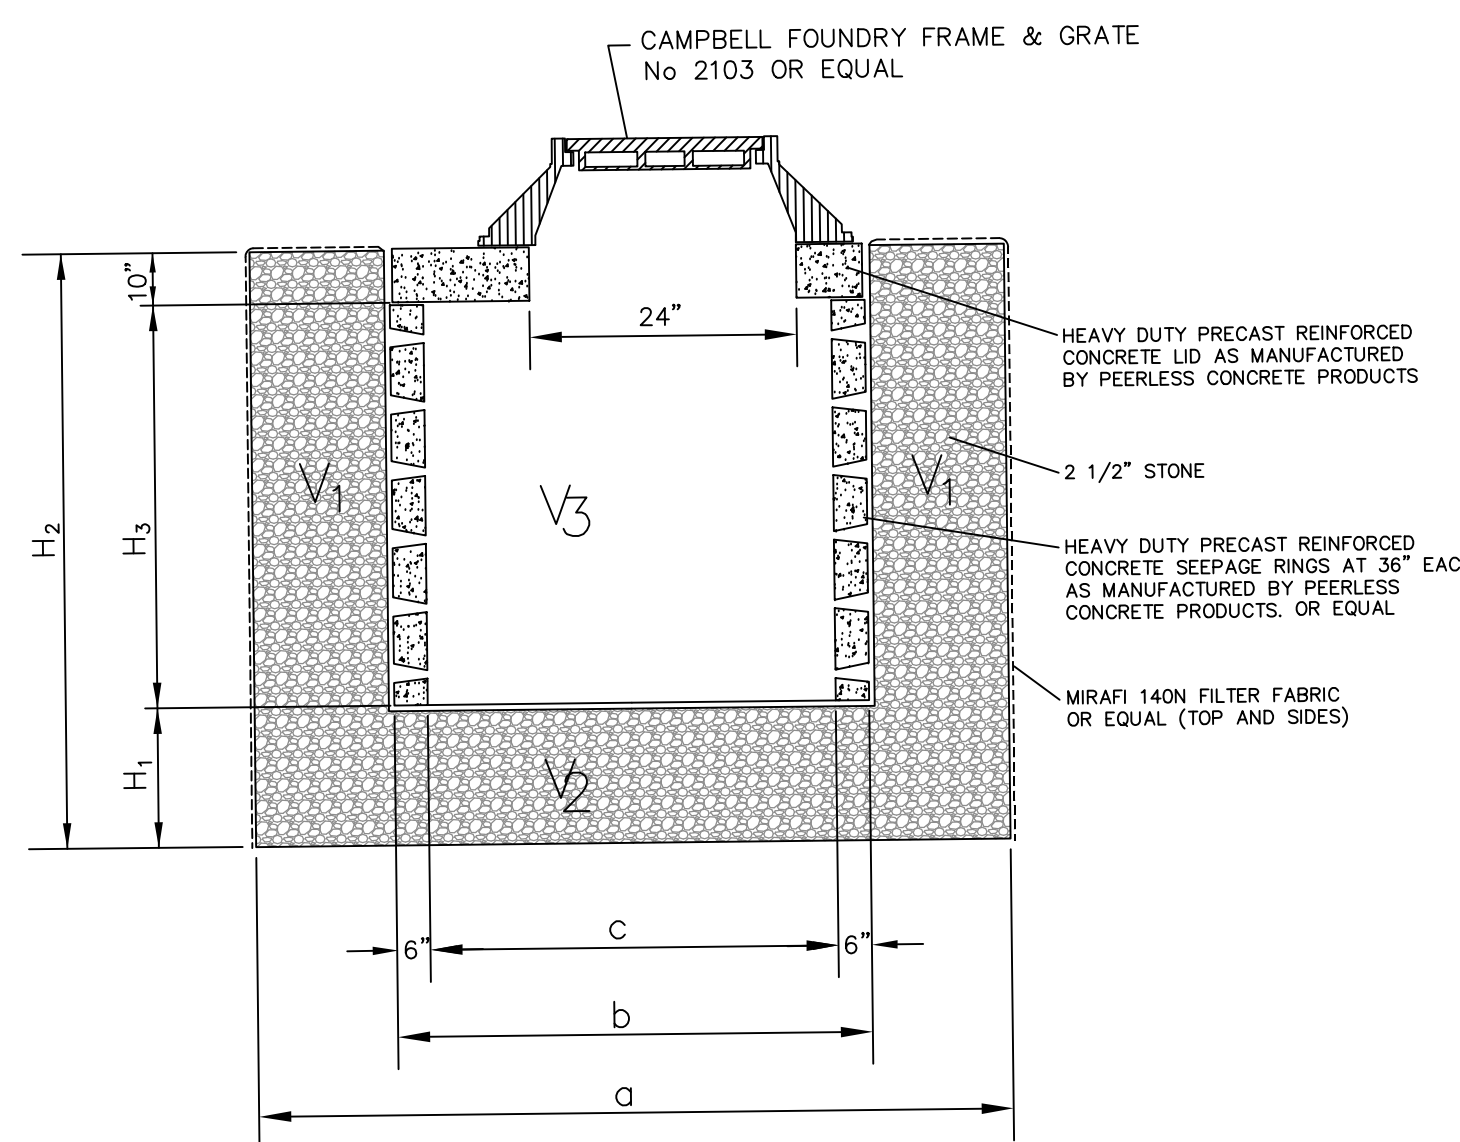 CAMPBELL FOUNDRY FRAME & GRATE
No 2103 OR EQUAL
10”
24”
HEAVY DUTY PRECAST REINFORCED
CONCRETE LID AS MANUFACTURED
BY PEERLESS CONCRETE PRODUCTS
V1
V3
V1
2 1/2” STONE
H2
H3
HEAVY DUTY PRECAST REINFORCED
CONCRETE SEEPAGE RINGS AT 36” EAC
AS MANUFACTURED BY PEERLESS
CONCRETE PRODUCTS. OR EQUAL
MIRAFI 140N FILTER FABRIC
OR EQUAL (TOP AND SIDES)
H1
V2
6”
c
6”
b
a